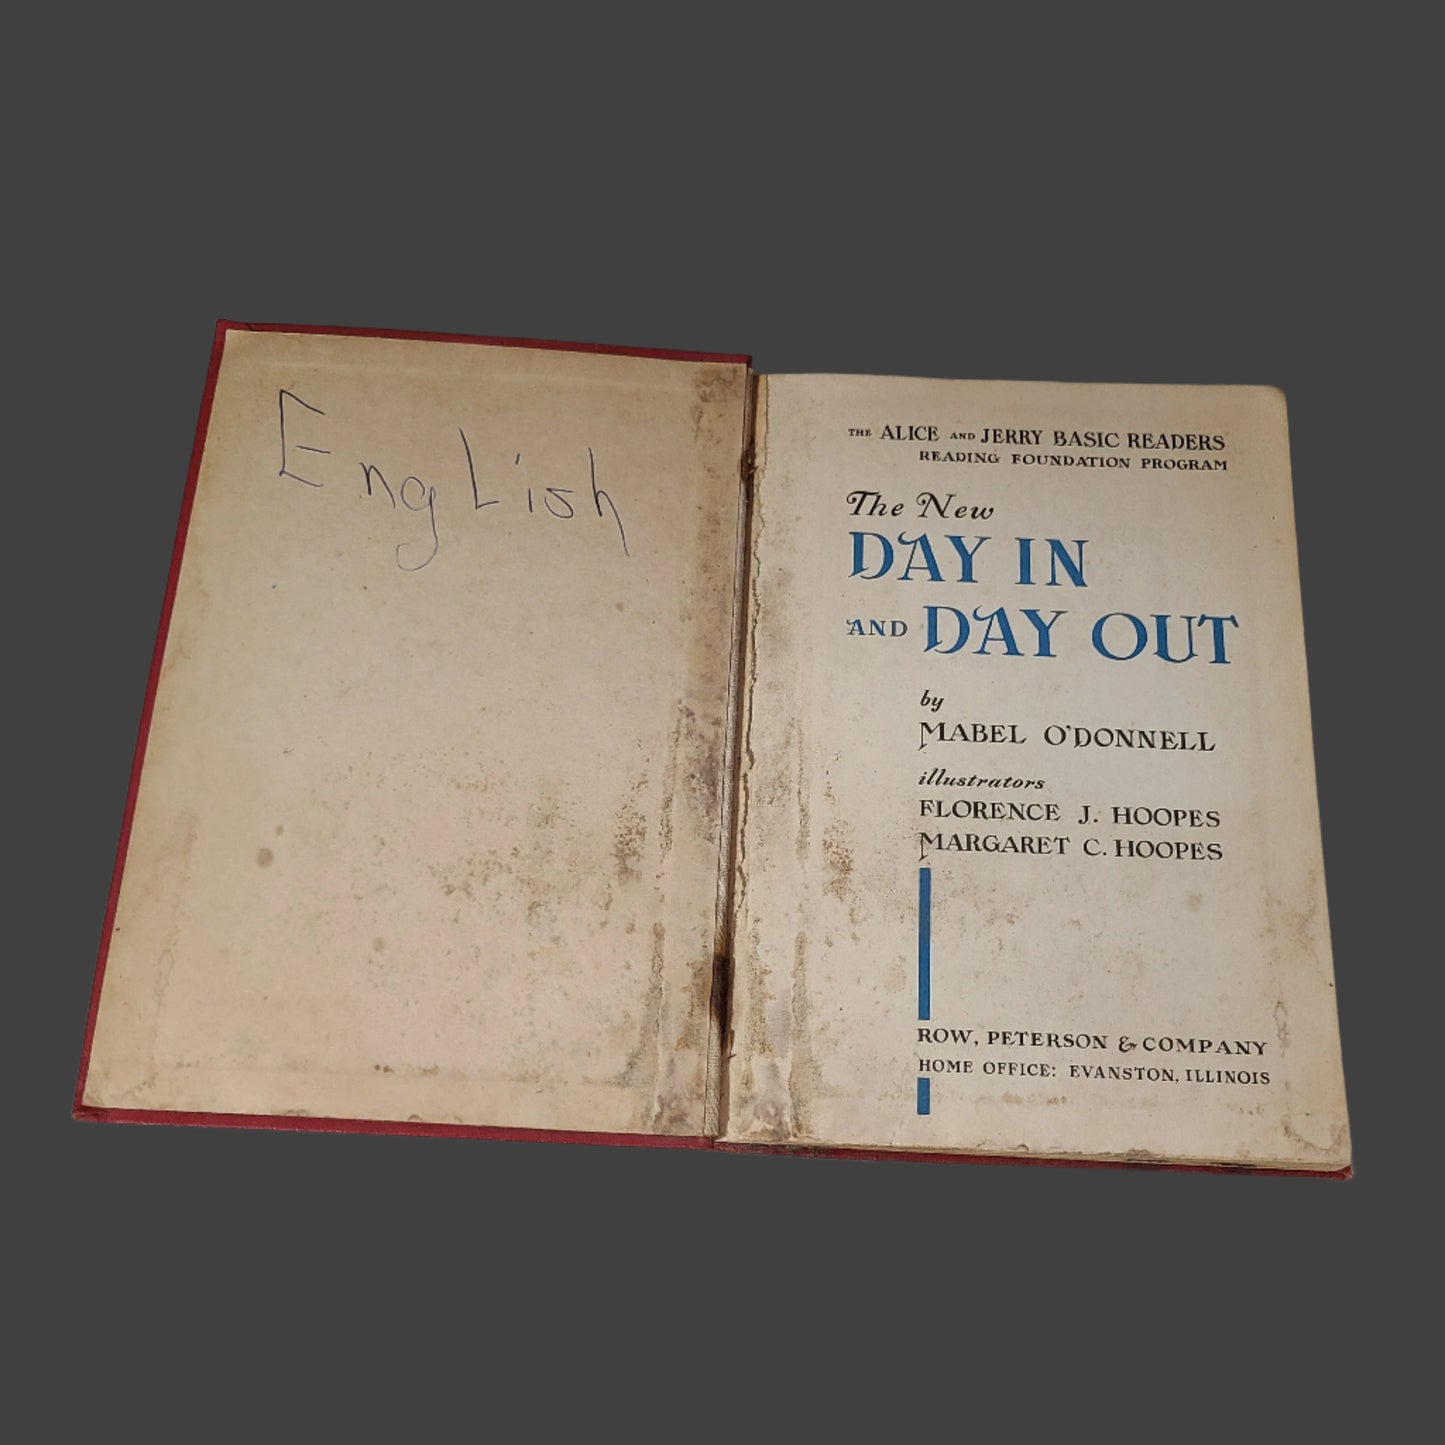 EngLish
THE ALICE AND JERRY BASIC READERS
READING FOUNDATION PROGRAM
The New
DAY IN
AND DAY OUT
by
MABEL O'DONNELL
illustrators
FLORENCE J. HOOPES
MARGARET C. HOOPES
ROW, PETERSON & COMPANY
HOME OFFICE: EVANSTON, ILLINOIS